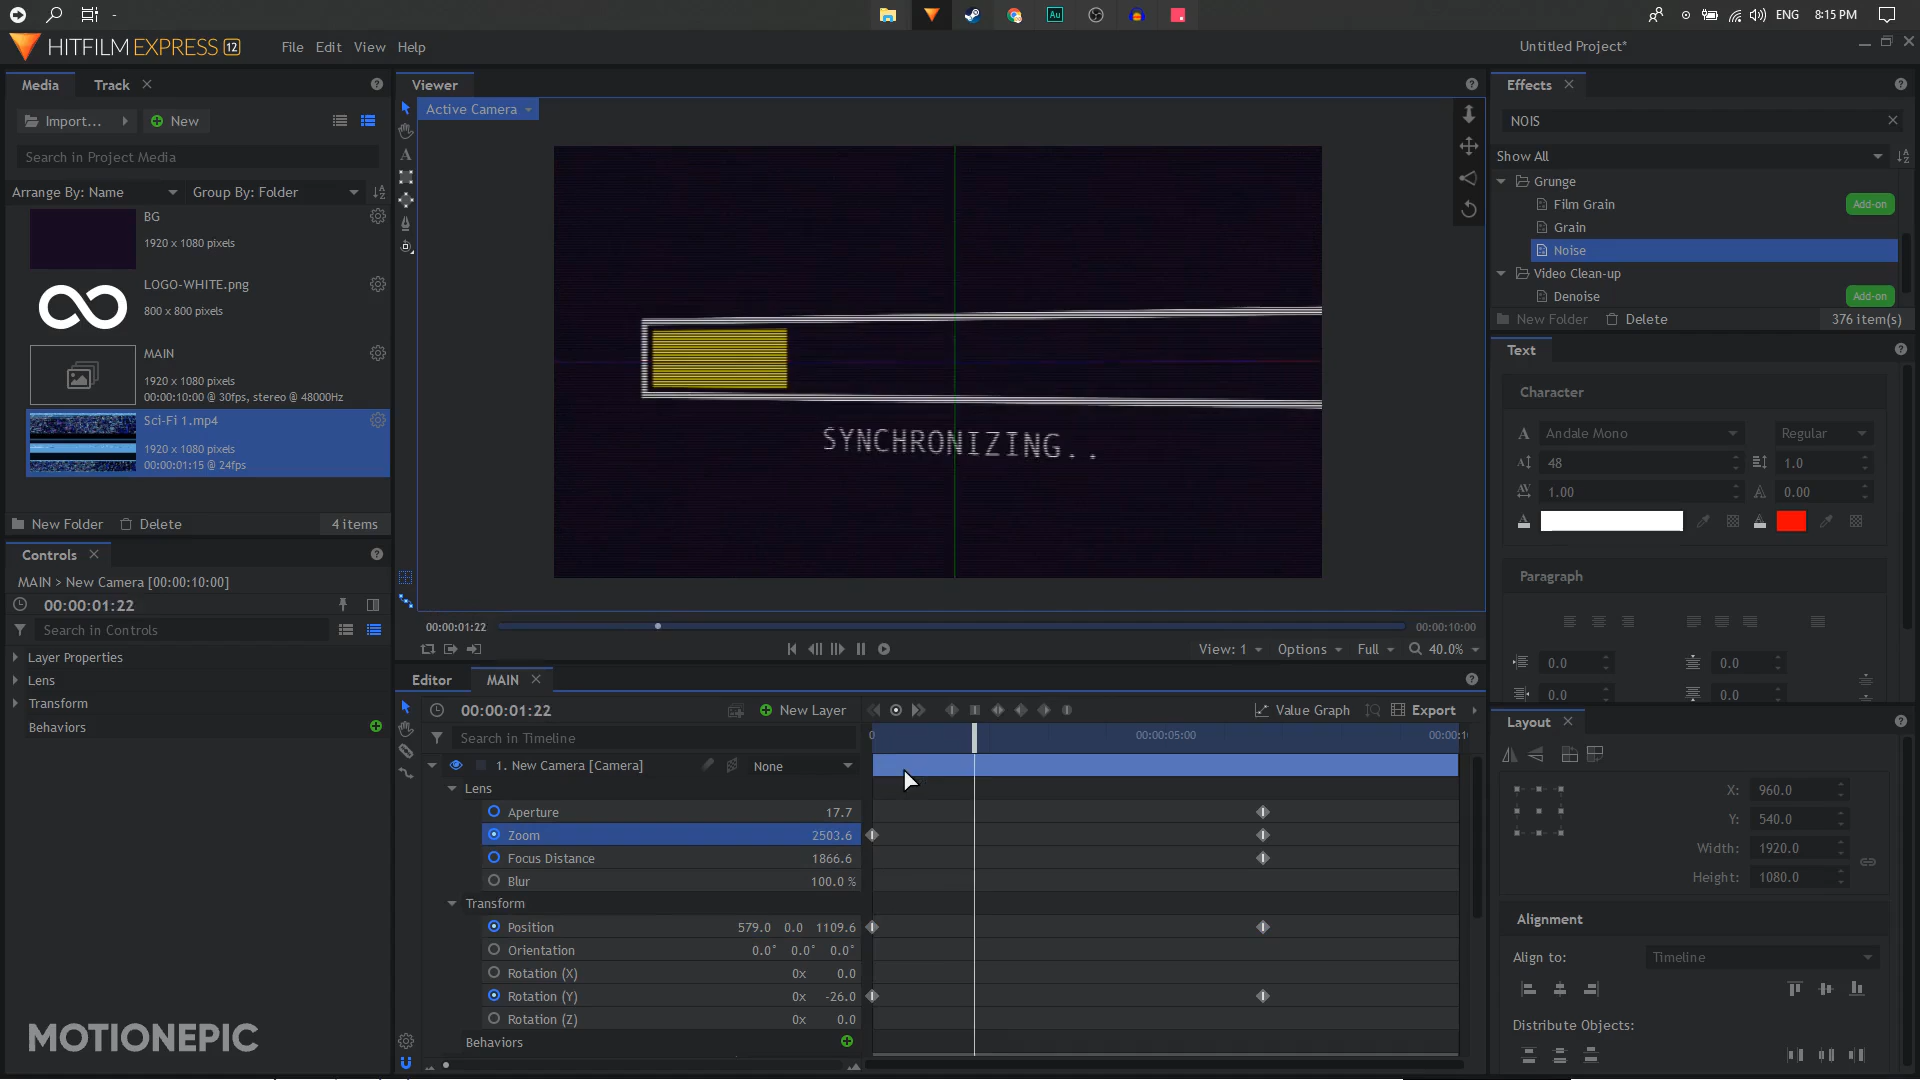 Au
ENG
8:15 PM
HITFILM EXPRESS 12
File Edit View Help
Untitled Project*
Media Track
Import... New
Search in Project Media
Arrange By: Name Group By: Folder
BG
1920 x 1080 pixels
LOGO-WHITE.png
800 x 800 pixels
MAIN
1920 x 1080 pixels
00:00:10:00 @ 30fps, stereo @ 48000Hz
Sci-Fi 1.mp4
1920 x 1080 pixels
00:00:01:15 @ 24fps
New Folder Delete 4 items
Controls
MAIN > New Camera [00:00:10:00]
00:00:01:22
Search in Controls
Layer Properties
Lens
Transform
Behaviors
MOTIONEPIC
Viewer
Active Camera
SYNCHRONIZING..
00:00:01:22 00:00:10:00
View: 1 Options Full 40.0%
Editor MAIN
00:00:01:22 New Layer Value Graph Export
Search in Timeline 0 00:00:05:00 00:00:1
1. New Camera [Camera] None
Lens
Aperture 17.7
Zoom 2503.6
Focus Distance 1866.6
Blur 100.0 %
Transform
Position 579.0 0.0 1109.6
Orientation 0.0° 0.0° 0.0°
Rotation (X) 0x 0.0
Rotation (Y) 0x -26.0
Rotation (Z) 0x 0.0
Behaviors
Effects
NOIS
Show All
Grunge
Film Grain Add-on
Grain
Noise
Video Clean-up
Denoise Add-on
New Folder Delete 376 item(s)
Text
Character
Andale Mono Regular
48 1.0
1.00 0.00
Paragraph
0.0 0.0
0.0 0.0
Layout
X: 960.0
Y: 540.0
Width: 1920.0
Height: 1080.0
Alignment
Align to: Timeline
Distribute Objects: